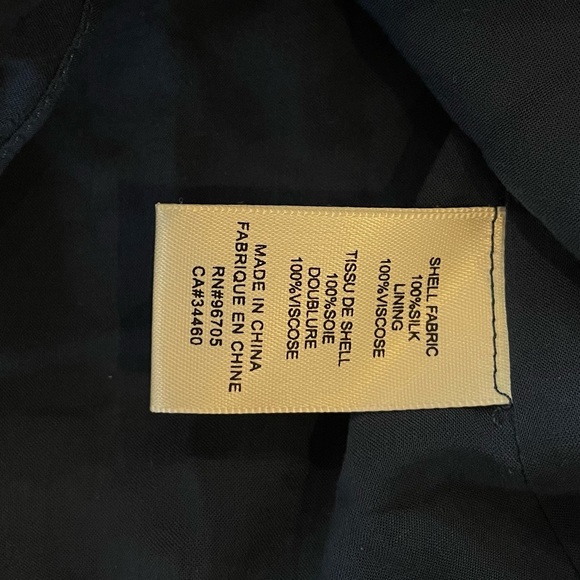 SHELL FABRIC
100%SILK
LINING
100%VISCOSE
TISSU DE SHELL
100%SOIE
DOUBLURE
100%VISCOSE
MADE IN CHINA
FABRIQUE EN CHINE
RN#96705
CA#34460